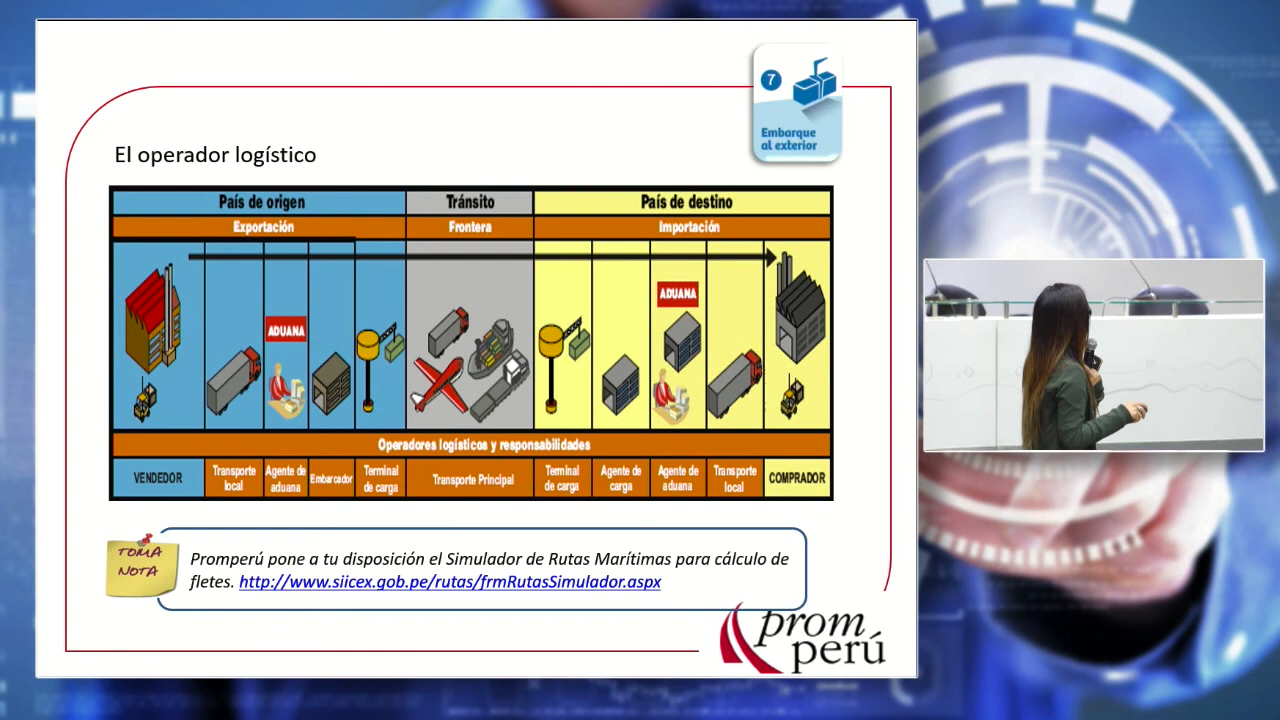 7
Embarque
al exterior
El operador logístico
País de origen
Tránsito
País de destino
Exportación
Frontera
Importación
ADUANA
ADUANA
Operadores logísticos y responsabilidades
VENDEDOR
Transporte
local
Agente de
aduana
Embarcador
Terminal
de carga
Transporte Principal
Terminal
de carga
Agente de
carga
Agente de
aduana
Transporte
local
COMPRADOR
TOMA
NOTA
Promperú pone a tu disposición el Simulador de Rutas Marítimas para cálculo de
fletes. http://www.siicex.gob.pe/rutas/frmRutasSimulador.aspx
prom
perú